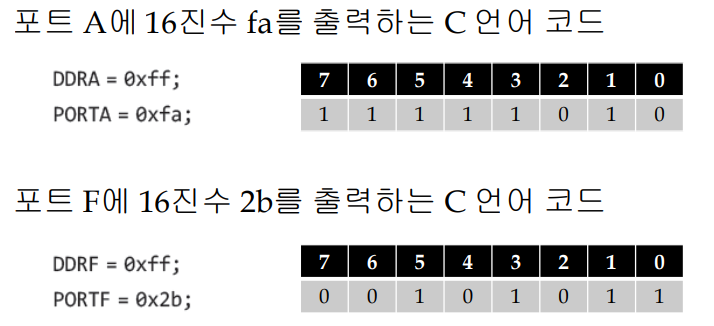 포트 A에 16진수 fa를 출력하는 C 언어 코드
DDRA = 0xff;
7 6 5 4 3 2 1 0
PORTA = 0xfa;
1 1 1 1 1 0 1 0
포트 F에 16진수 2b를 출력하는 C 언어 코드
DDRF = 0xff;
7 6 5 4 3 2 1 0
PORTF = 0x2b;
0 0 1 0 1 0 1 1